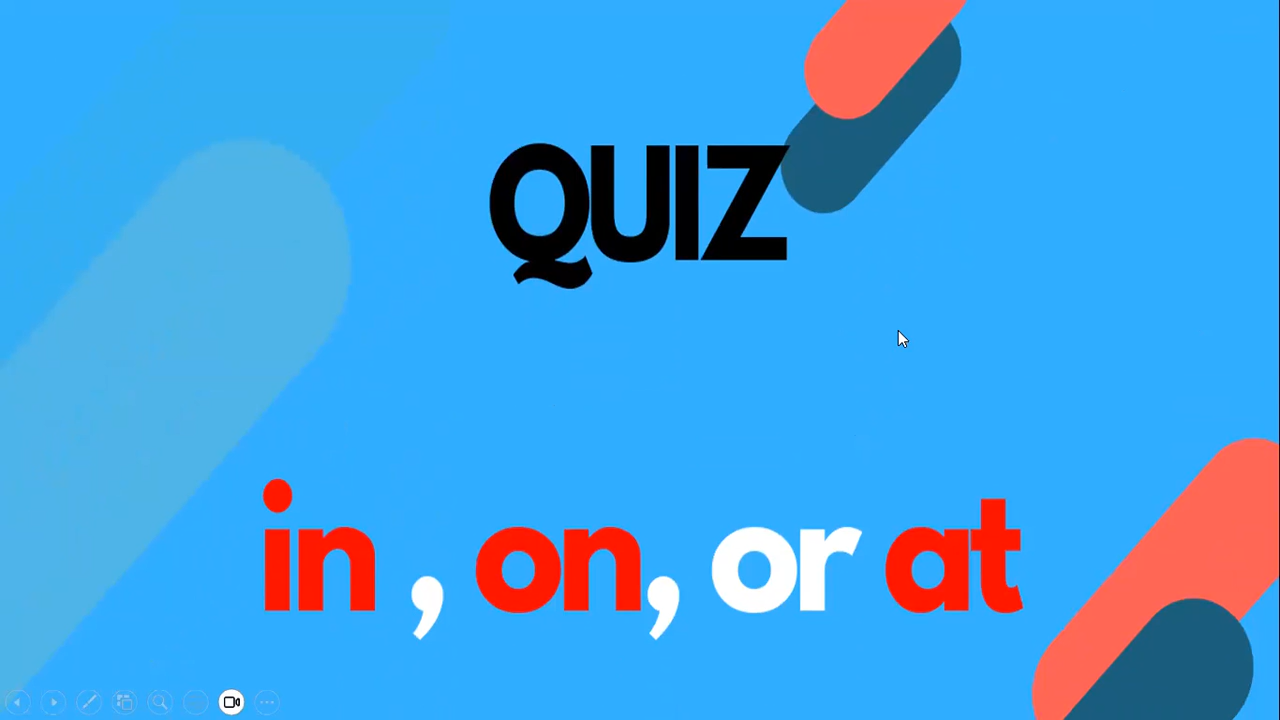 QUIZ
in , on, or at